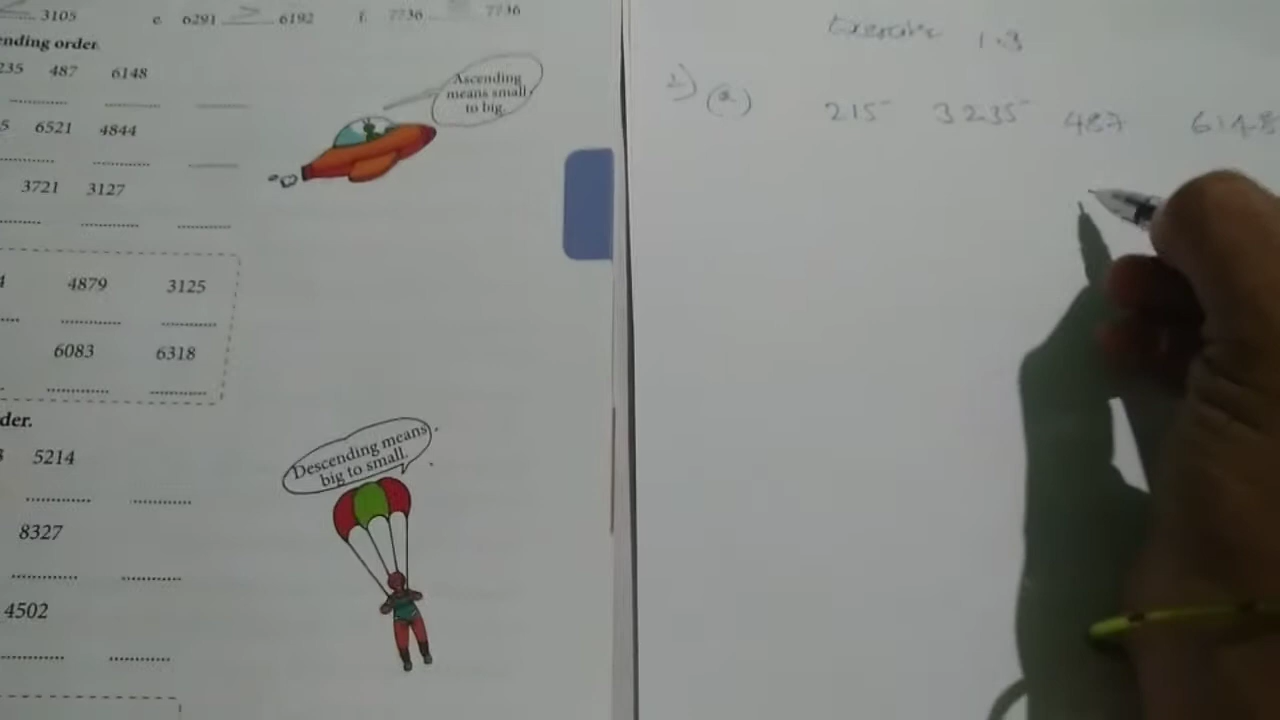 3105 e. 6291 > 6192 f. 7736 7736
ending order.
235 487 6148
5 6521 4844
3721 3127
4879 3125
6083 6318
der.
5214
8327
4502
Ascending
means small
to big.
Descending means
big to small.
Exercise 1.3
2) (a) 215 3235 487 6148